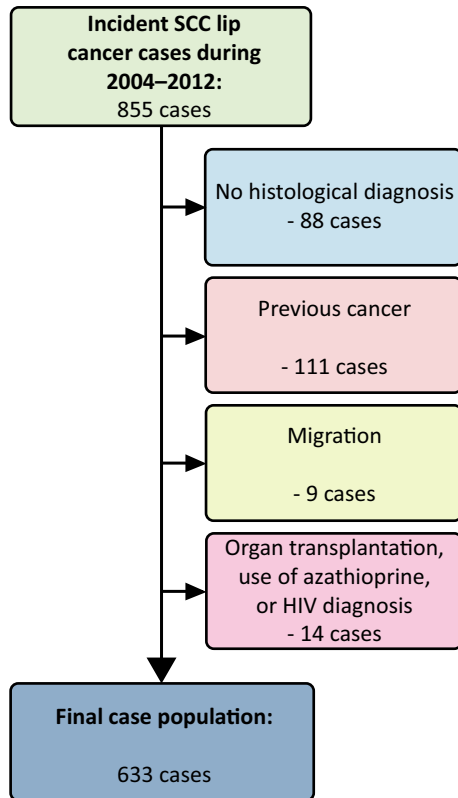 Incident SCC lip
cancer cases during
2004–2012:
855 cases
No histological diagnosis
- 88 cases
Previous cancer
- 111 cases
Migration
- 9 cases
Organ transplantation,
use of azathioprine,
or HIV diagnosis
- 14 cases
Final case population:
633 cases